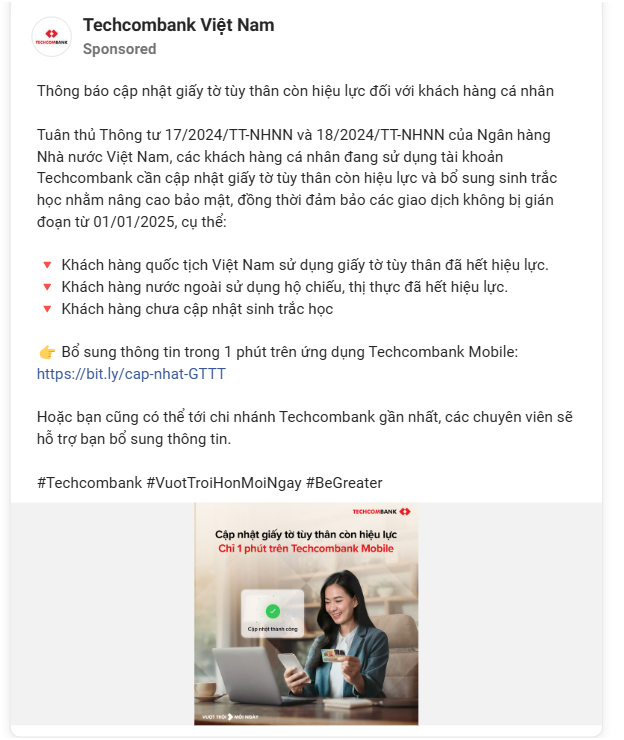 Techcombank Việt Nam
Sponsored
TECHCOMBANK
Thông báo cập nhật giấy tờ tùy thân còn hiệu lực đối với khách hàng cá nhân
Tuân thủ Thông tư 17/2024/TT-NHNN và 18/2024/TT-NHNN của Ngân hàng
Nhà nước Việt Nam, các khách hàng cá nhân đang sử dụng tài khoản
Techcombank cần cập nhật giấy tờ tùy thân còn hiệu lực và bổ sung sinh trắc
học nhằm nâng cao bảo mật, đồng thời đảm bảo các giao dịch không bị gián
đoạn từ 01/01/2025, cụ thể:
🔻 Khách hàng quốc tịch Việt Nam sử dụng giấy tờ tùy thân đã hết hiệu lực.
🔻 Khách hàng nước ngoài sử dụng hộ chiếu, thị thực đã hết hiệu lực.
🔻 Khách hàng chưa cập nhật sinh trắc học
👉 Bổ sung thông tin trong 1 phút trên ứng dụng Techcombank Mobile:
https://bit.ly/cap-nhat-GTTT
Hoặc bạn cũng có thể tới chi nhánh Techcombank gần nhất, các chuyên viên sẽ
hỗ trợ bạn bổ sung thông tin.
#Techcombank #VuotTroiHonMoiNgay #BeGreater
TECHCOMBANK
Cập nhật giấy tờ tùy thân còn hiệu lực
Chỉ 1 phút trên Techcombank Mobile
Cập nhật thành công
VƯỢT TRỘI MỖI NGÀY